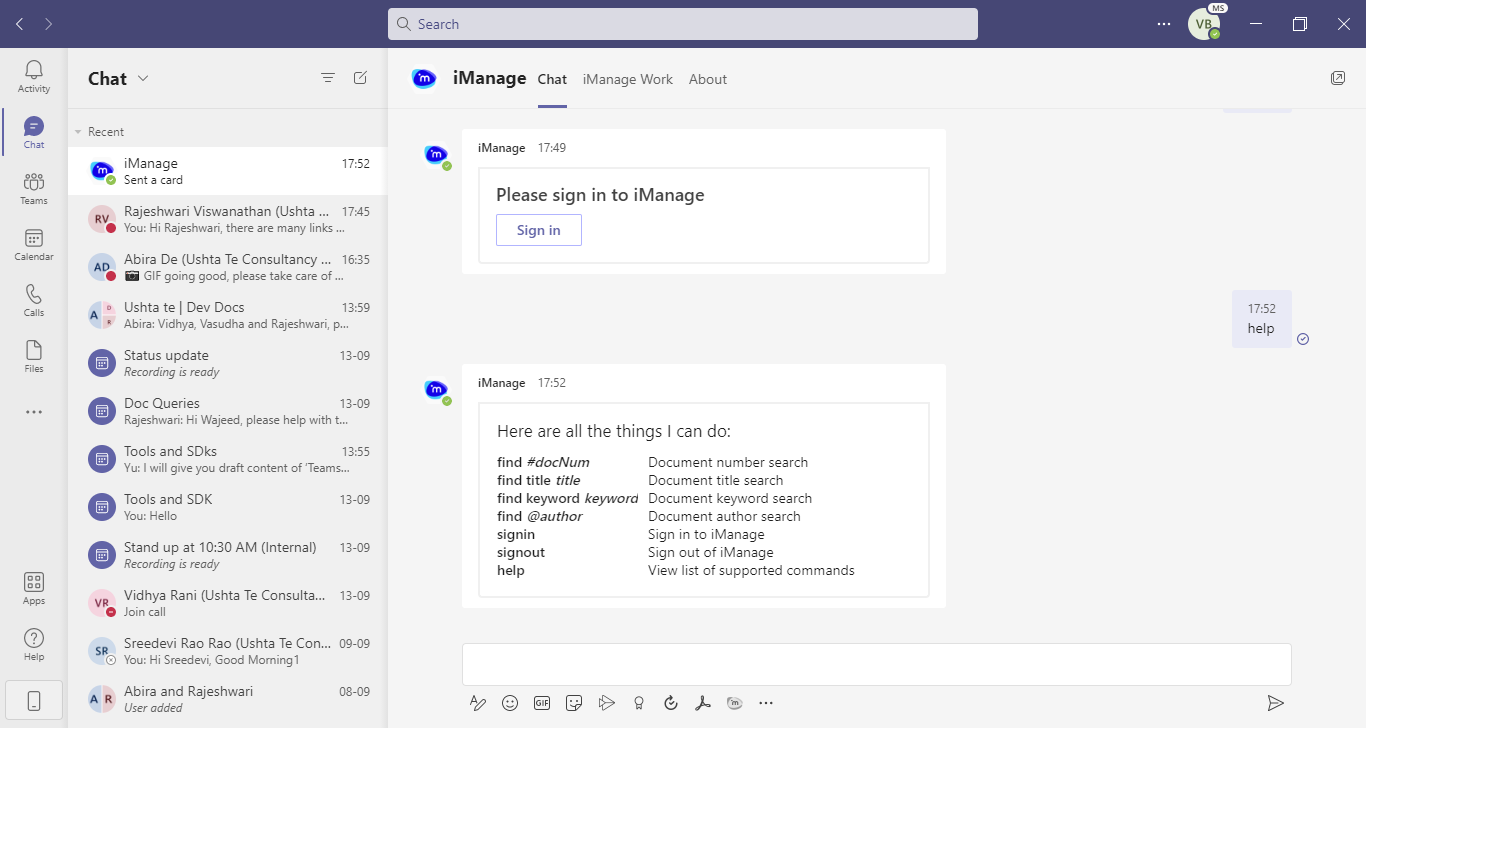 Search
MS
VB
Activity
Chat
Teams
Calendar
Calls
Files
Apps
Help
Chat
Recent
iManage 17:52
Sent a card
RV
Rajeshwari Viswanathan (Ushta ... 17:45
You: Hi Rajeshwari, there are many links ...
AD
Abira De (Ushta Te Consultancy ... 16:35
GIF going good, please take care of ...
A D R
Ushta te | Dev Docs 13:59
Abira: Vidhya, Vasudha and Rajeshwari, p...
Status update 13-09
Recording is ready
Doc Queries 13-09
Rajeshwari: Hi Wajeed, please help with t...
Tools and SDks 13:55
Yu: I will give you draft content of 'Teams...
Tools and SDK 13-09
You: Hello
Stand up at 10:30 AM (Internal) 13-09
Recording is ready
VR
Vidhya Rani (Ushta Te Consulta... 13-09
Join call
SR
Sreedevi Rao Rao (Ushta Te Con... 09-09
You: Hi Sreedevi, Good Morning1
A R
Abira and Rajeshwari 08-09
User added
m
iManage Chat iManage Work About
iManage 17:49
Please sign in to iManage
Sign in
17:52
help
iManage 17:52
Here are all the things I can do:
find #docNum Document number search
find title title Document title search
find keyword keyword Document keyword search
find @author Document author search
signin Sign in to iManage
signout Sign out of iManage
help View list of supported commands
GIF